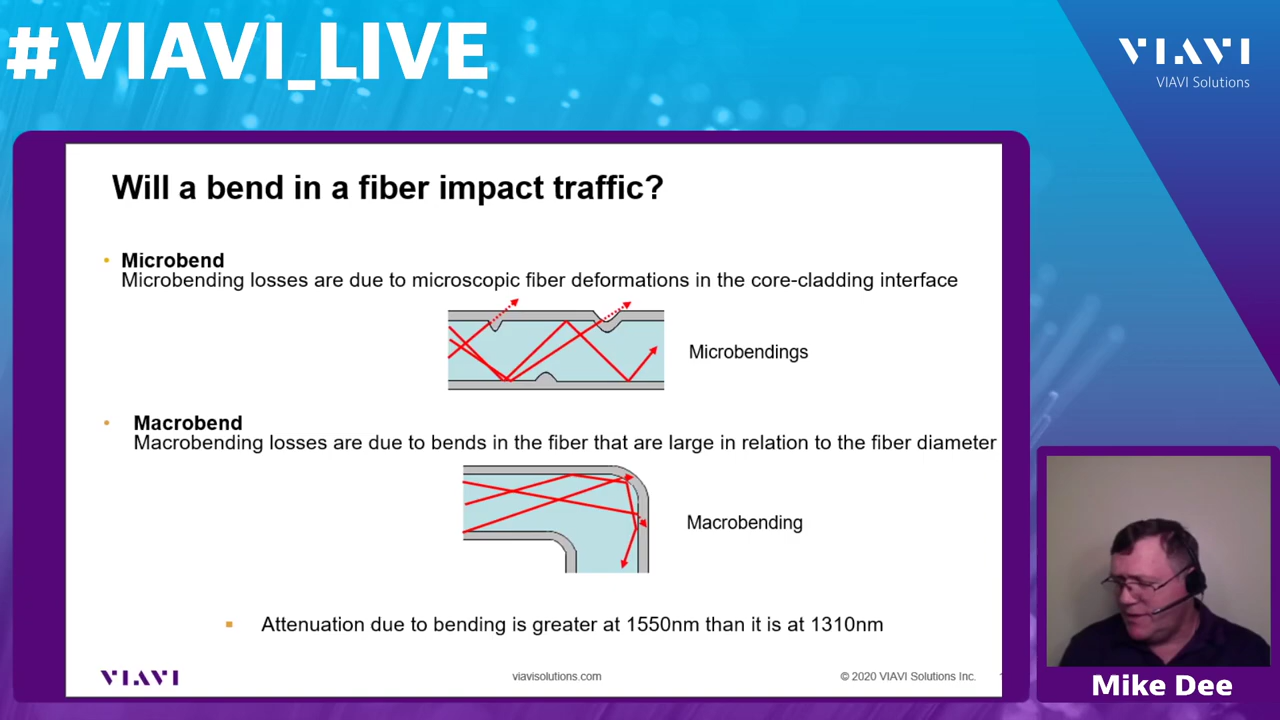 #VIAVI_LIVE
VIAVI
VIAVI Solutions
Will a bend in a fiber impact traffic?
• Microbend
Microbending losses are due to microscopic fiber deformations in the core-cladding interface
Microbendings
• Macrobend
Macrobending losses are due to bends in the fiber that are large in relation to the fiber diameter
Macrobending
▪ Attenuation due to bending is greater at 1550nm than it is at 1310nm
VIAVI
viavisolutions.com
© 2020 VIAVI Solutions Inc.
Mike Dee